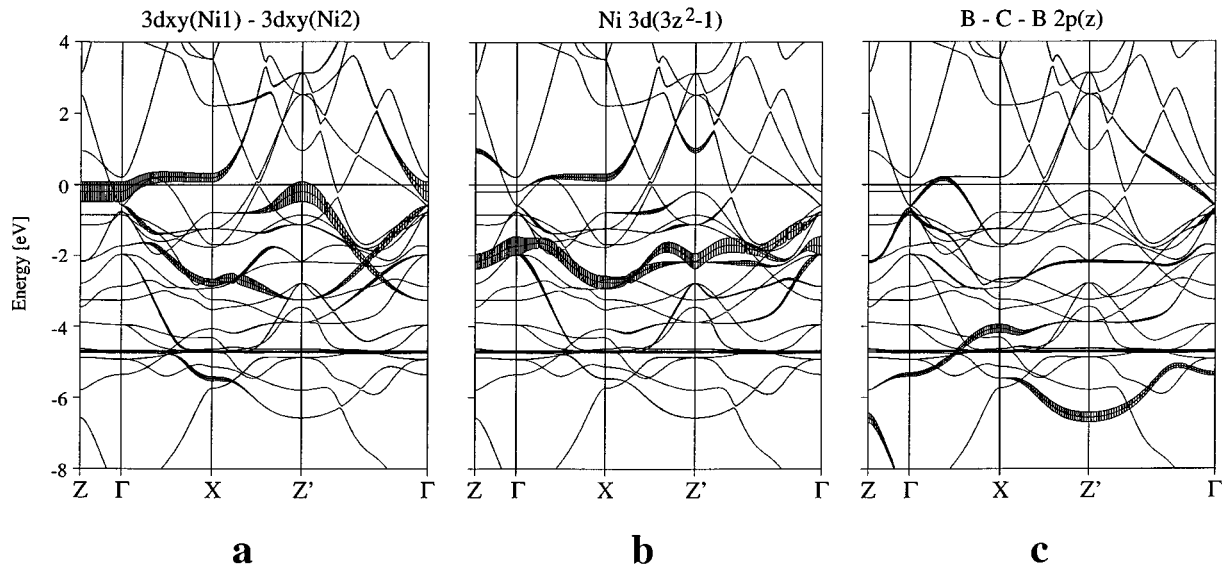 3dxy(Ni1) - 3dxy(Ni2)
Ni 3d(3z²-1)
B - C - B 2p(z)
Energy [eV]
4
2
0
-2
-4
-6
-8
Z Γ X Z' Γ
Z Γ X Z' Γ
Z Γ X Z' Γ
a
b
c